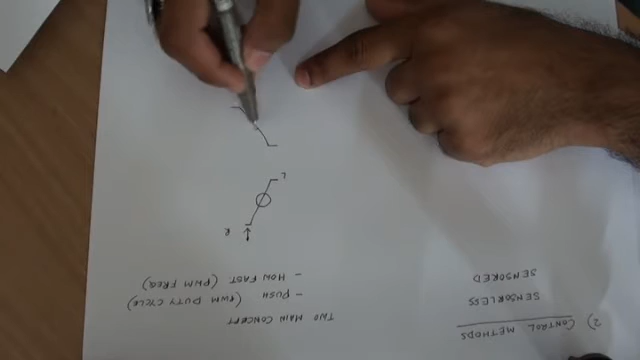 2) CONTROL METHODS
SENSORLESS
SENSORED
TWO MAIN CONCEPT
- PUSH (PWM DUTY CYCLE)
- HOW FAST (PWM FREQ)
R
L